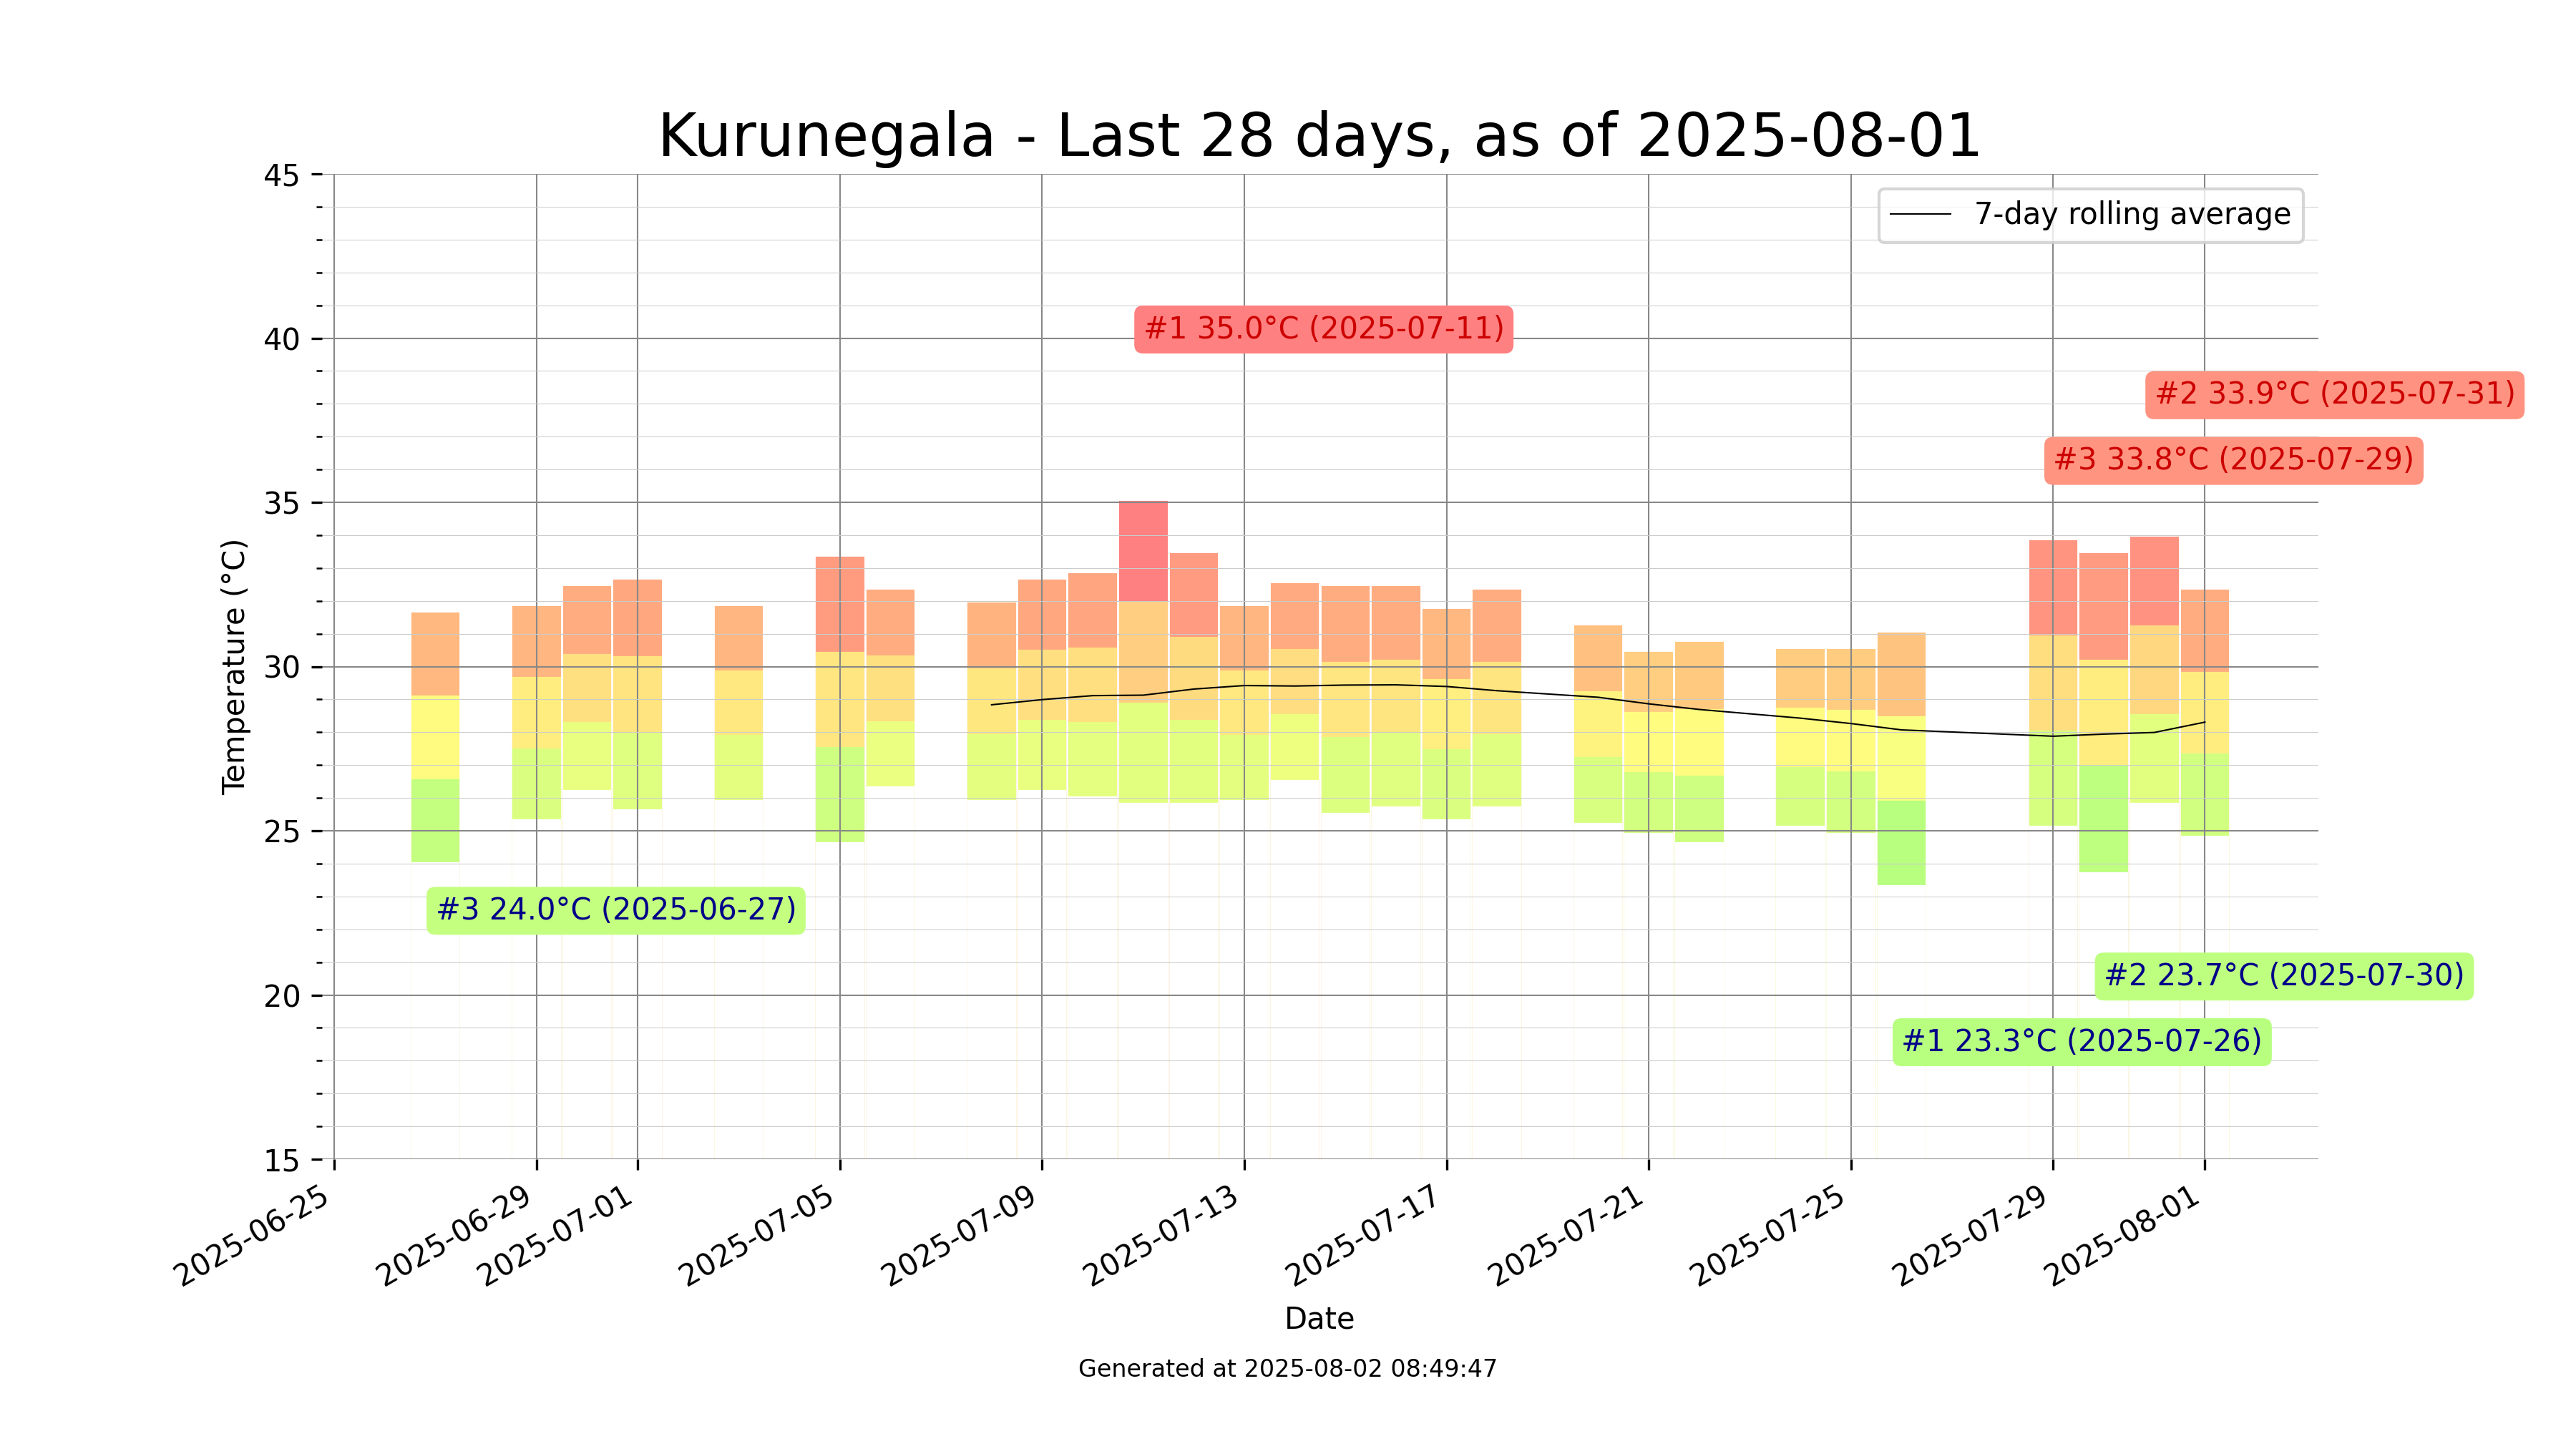 Kurunegala - Last 28 days, as of 2025-08-01
45
7-day rolling average
#1 35.0°C (2025-07-11)
40
#2 33.9°C (2025-07-31)
#3 33.8°C (2025-07-29)
35
Temperature (°C)
30
25
#3 24.0°C (2025-06-27)
#2 23.7°C (2025-07-30)
20
#1 23.3°C (2025-07-26)
15
2025-06-25
2025-06-29
2025-07-01
2025-07-05
2025-07-09
2025-07-13
2025-07-17
2025-07-21
2025-07-25
2025-07-29
2025-08-01
Date
Generated at 2025-08-02 08:49:47